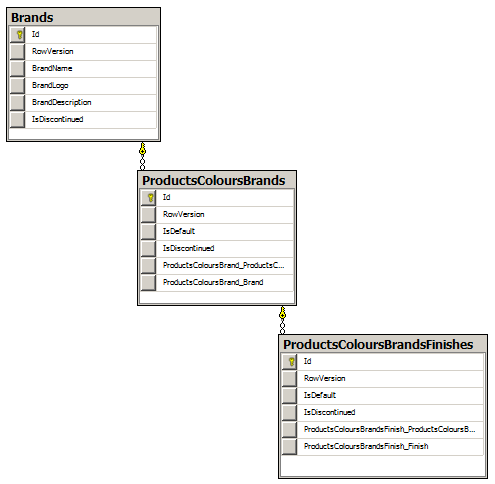 Brands
Id
RowVersion
BrandName
BrandLogo
BrandDescription
IsDiscontinued
ProductsColoursBrands
Id
RowVersion
IsDefault
IsDiscontinued
ProductsColoursBrand_ProductsC...
ProductsColoursBrand_Brand
ProductsColoursBrandsFinishes
Id
RowVersion
IsDefault
IsDiscontinued
ProductsColoursBrandsFinish_ProductsColoursB...
ProductsColoursBrandsFinish_Finish